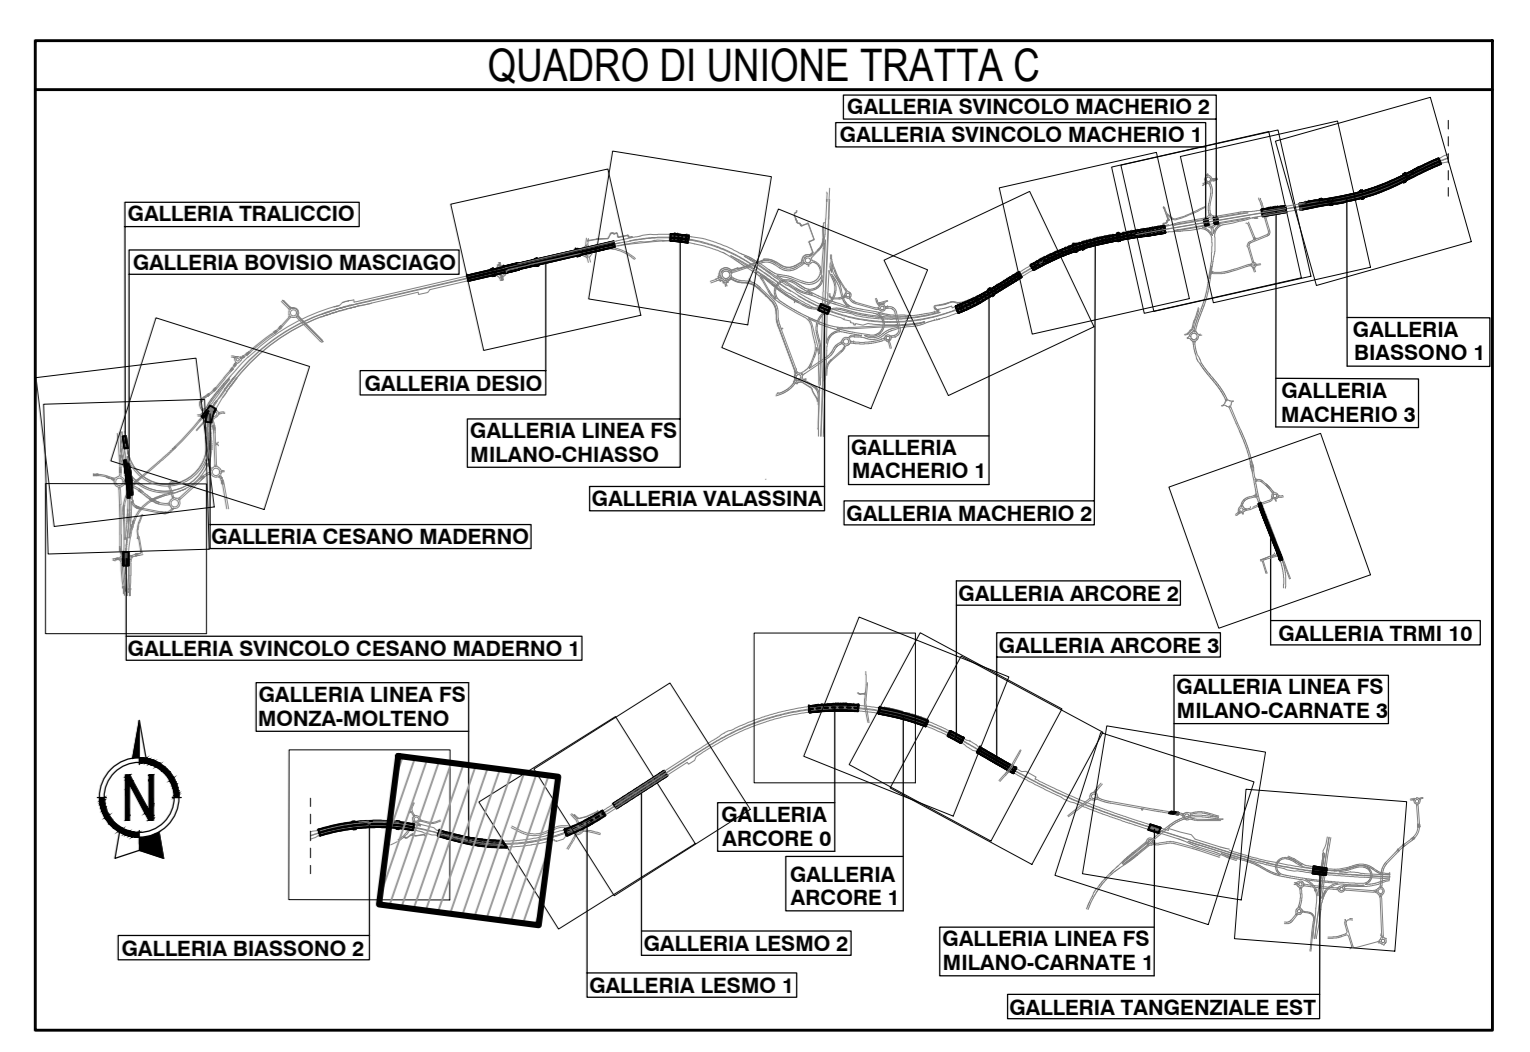 QUADRO DI UNIONE TRATTA C
GALLERIA SVINCOLO MACHERIO 2
GALLERIA SVINCOLO MACHERIO 1
GALLERIA TRALICCIO
GALLERIA BOVISIO MASCIAGO
GALLERIA DESIO
GALLERIA LINEA FS
MILANO-CHIASSO
GALLERIA VALASSINA
GALLERIA
MACHERIO 1
GALLERIA MACHERIO 2
GALLERIA
BIASSONO 1
GALLERIA
MACHERIO 3
GALLERIA CESANO MADERNO
GALLERIA SVINCOLO CESANO MADERNO 1
GALLERIA TRMI 10
GALLERIA ARCORE 2
GALLERIA ARCORE 3
GALLERIA LINEA FS
MONZA-MOLTENO
GALLERIA LINEA FS
MILANO-CARNATE 3
N
GALLERIA
ARCORE 0
GALLERIA
ARCORE 1
GALLERIA BIASSONO 2
GALLERIA LESMO 2
GALLERIA LESMO 1
GALLERIA LINEA FS
MILANO-CARNATE 1
GALLERIA TANGENZIALE EST